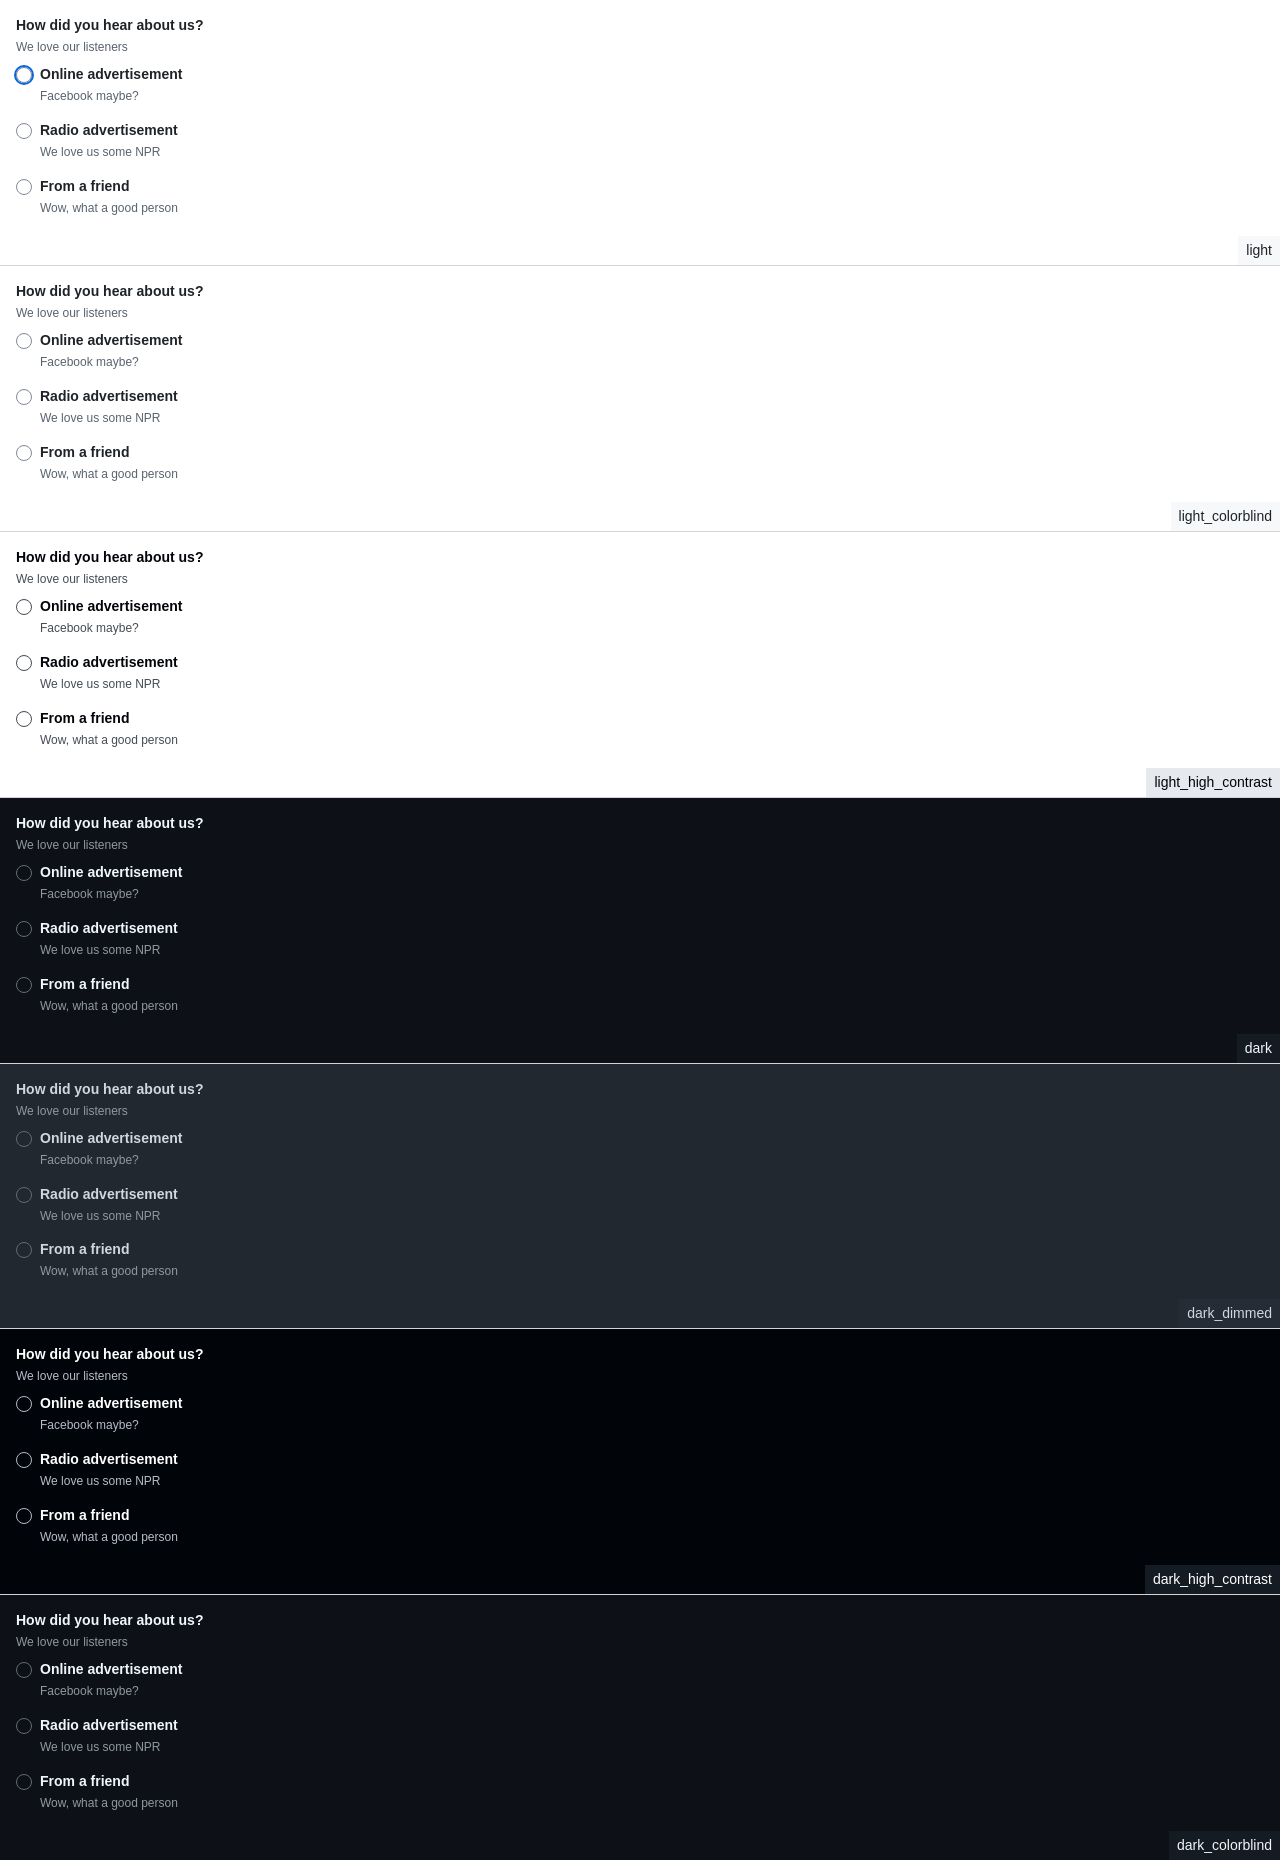 How did you hear about us?
We love our listeners
Online advertisement
Facebook maybe?
Radio advertisement
We love us some NPR
From a friend
Wow, what a good person
light
How did you hear about us?
We love our listeners
Online advertisement
Facebook maybe?
Radio advertisement
We love us some NPR
From a friend
Wow, what a good person
light_colorblind
How did you hear about us?
We love our listeners
Online advertisement
Facebook maybe?
Radio advertisement
We love us some NPR
From a friend
Wow, what a good person
light_high_contrast
How did you hear about us?
We love our listeners
Online advertisement
Facebook maybe?
Radio advertisement
We love us some NPR
From a friend
Wow, what a good person
dark
How did you hear about us?
We love our listeners
Online advertisement
Facebook maybe?
Radio advertisement
We love us some NPR
From a friend
Wow, what a good person
dark_dimmed
How did you hear about us?
We love our listeners
Online advertisement
Facebook maybe?
Radio advertisement
We love us some NPR
From a friend
Wow, what a good person
dark_high_contrast
How did you hear about us?
We love our listeners
Online advertisement
Facebook maybe?
Radio advertisement
We love us some NPR
From a friend
Wow, what a good person
dark_colorblind